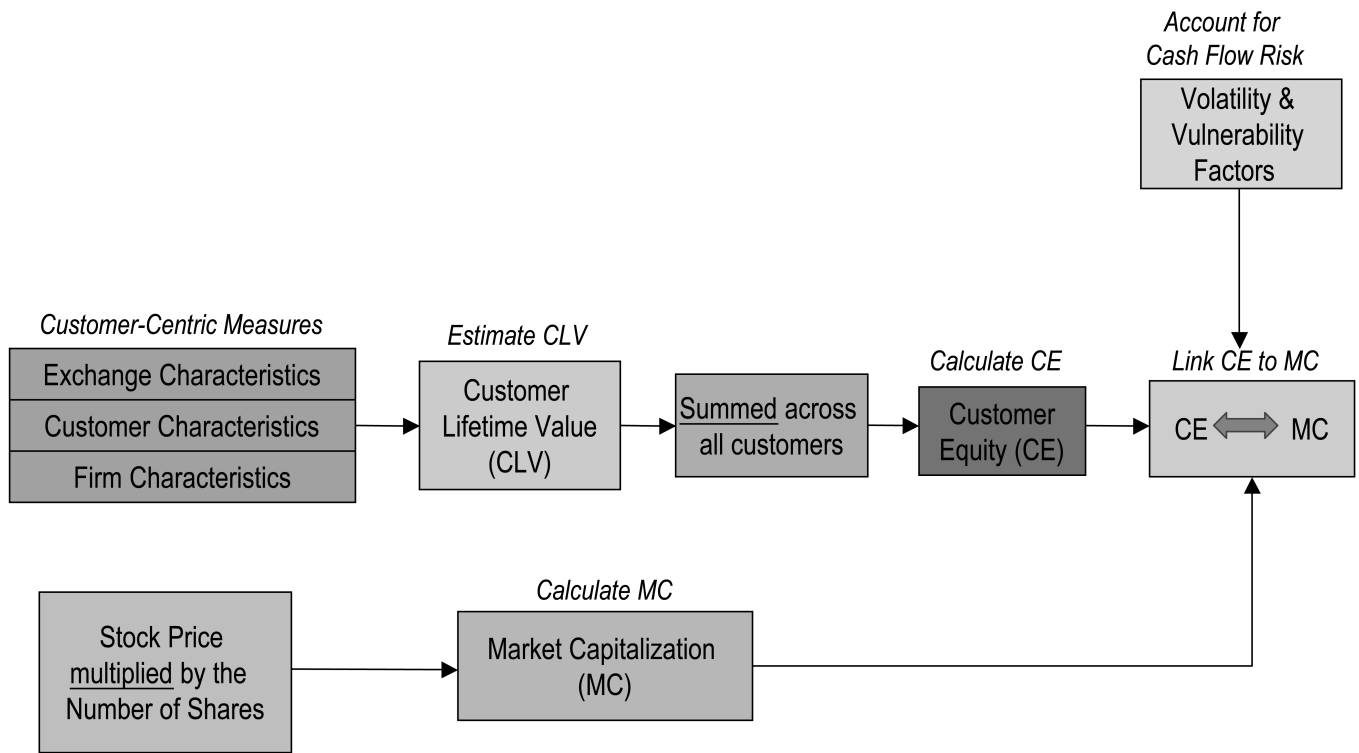 Account for
Cash Flow Risk
Volatility &
Vulnerability
Factors
Customer-Centric Measures
Exchange Characteristics
Customer Characteristics
Firm Characteristics
Estimate CLV
Customer
Lifetime Value
(CLV)
Summed across
all customers
Calculate CE
Customer
Equity (CE)
Link CE to MC
CE MC
Stock Price
multiplied by the
Number of Shares
Calculate MC
Market Capitalization
(MC)